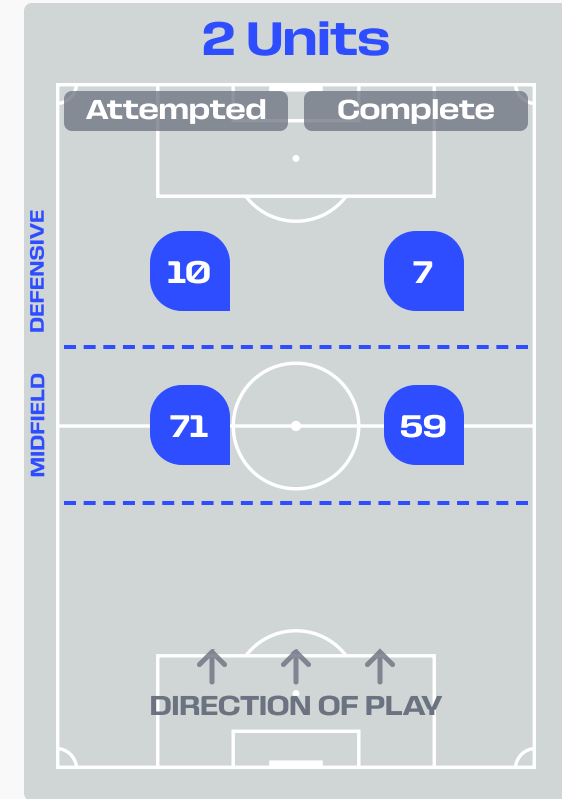 2 Units
Attempted Complete
DEFENSIVE
10 7
MIDFIELD
71 59
DIRECTION OF PLAY